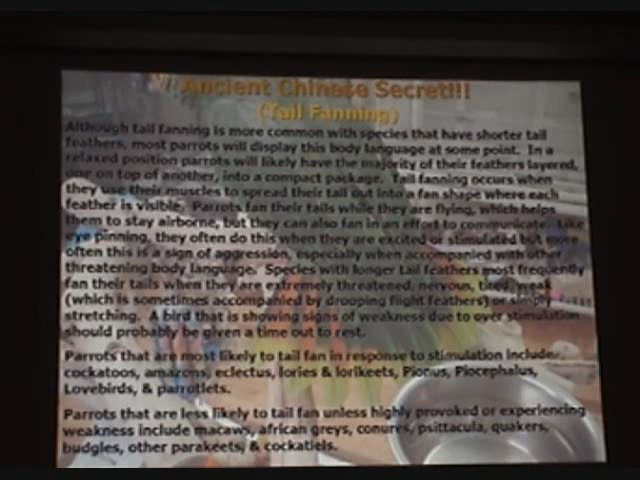 Ancient Chinese Secret!!!
(Tail Fanning)
Although tail fanning is more common with species that have shorter tail
feathers, most parrots will display this body language at some point. In a
relaxed position parrots will likely have the majority of their feathers layered,
one on top of another, into a compact package. Tail fanning occurs when
they use their muscles to spread their tail out into a fan shape where each
feather is visible. Parrots fan their tails while they are flying, which helps
them to stay airborne, but they can also fan in an effort to communicate. Like
eye pinning, they often do this when they are excited or stimulated but more
often this is a sign of aggression, especially when accompanied with other
threatening body language. Species with longer tail feathers most frequently
fan their tails when they are extremely threatened, nervous, tired, weak
(which is sometimes accompanied by drooping flight feathers) or simply
stretching. A bird that is showing signs of weakness due to over stimulation
should probably be given a time out to rest.
Parrots that are most likely to tail fan in response to stimulation include
cockatoos, amazons, eclectus, lories & lorikeets, Pionus, Piocephalus,
Lovebirds, & parrotlets.
Parrots that are less likely to tail fan unless highly provoked or experiencing
weakness include macaws, african greys, conures, psittacula, quakers,
budgies, other parakeets, & cockatiels.